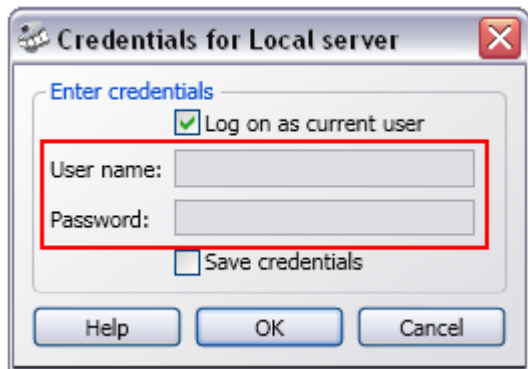 Credentials for Local server
Enter credentials
Log on as current user
User name:
Password:
Save credentials
Help OK Cancel